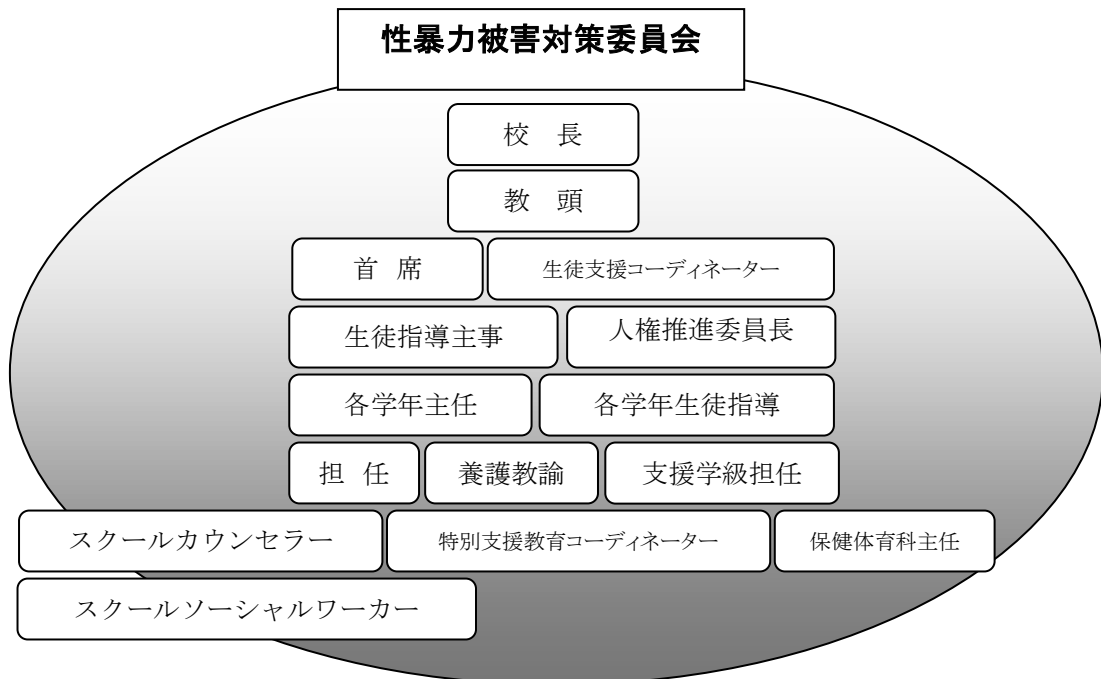 性暴力被害対策委員会
校　長
教　頭
首 席　生徒支援コーディネーター
生徒指導主事　人権推進委員長
各学年主任　各学年生徒指導
担 任　養護教諭　支援学級担任
スクールカウンセラー　特別支援教育コーディネーター　保健体育科主任
スクールソーシャルワーカー